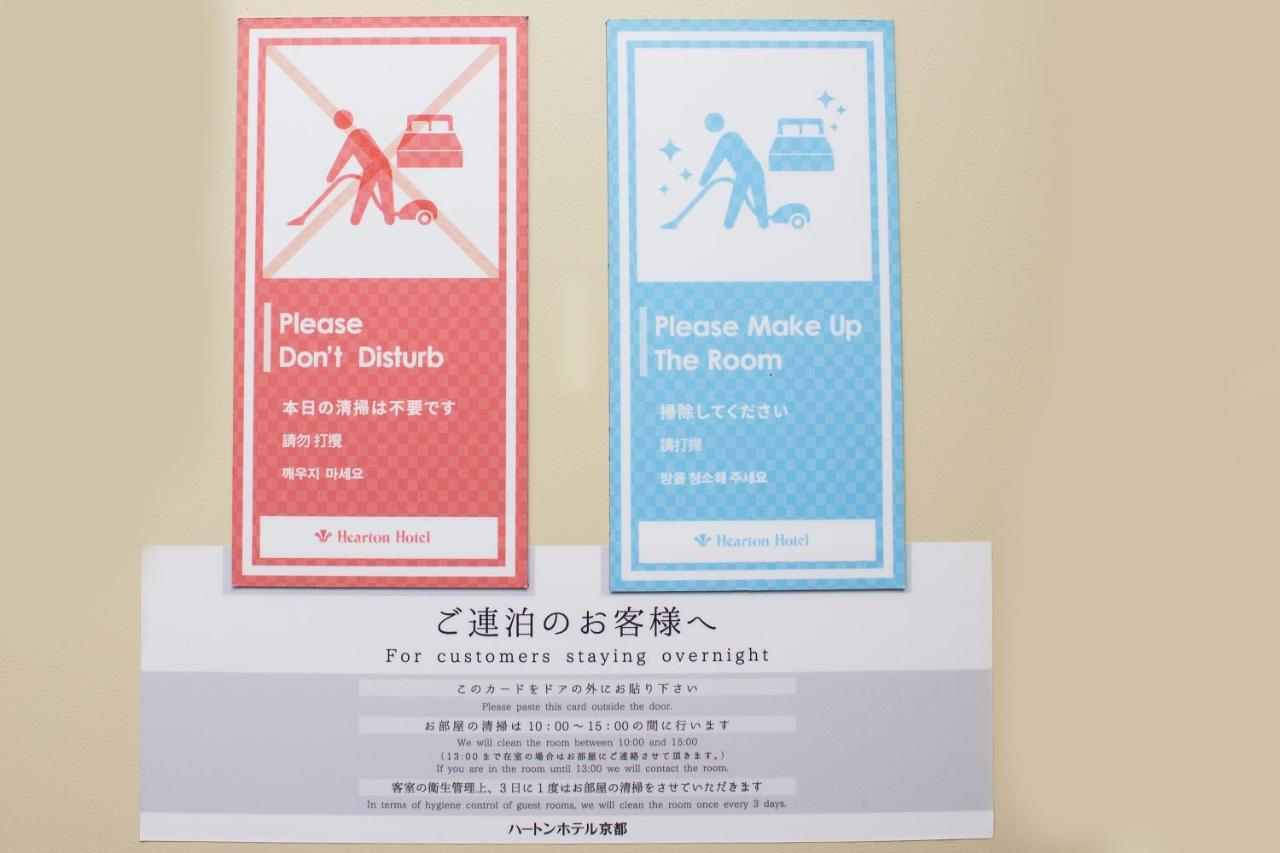 Please
Don't Disturb
本日の清掃は不要です
請勿 打攪
깨우지 마세요
Hearton Hotel
Please Make Up
The Room
掃除してください
請打掃
방을 청소해 주세요
Hearton Hotel
ご連泊のお客様へ
For customers staying overnight
このカードをドアの外にお貼り下さい
Please paste this card outside the door.
お部屋の清掃は 10:00～15:00の間に行います
We will clean the room between 10:00 and 15:00
(13:00まで在室の場合はお部屋にご連絡させて頂きます。)
If you are in the room until 13:00 we will contact the room.
客室の衛生管理上、3日に1度はお部屋の清掃をさせていただきます
In terms of hygiene control of guest rooms, we will clean the room once every 3 days.
ハートンホテル京都